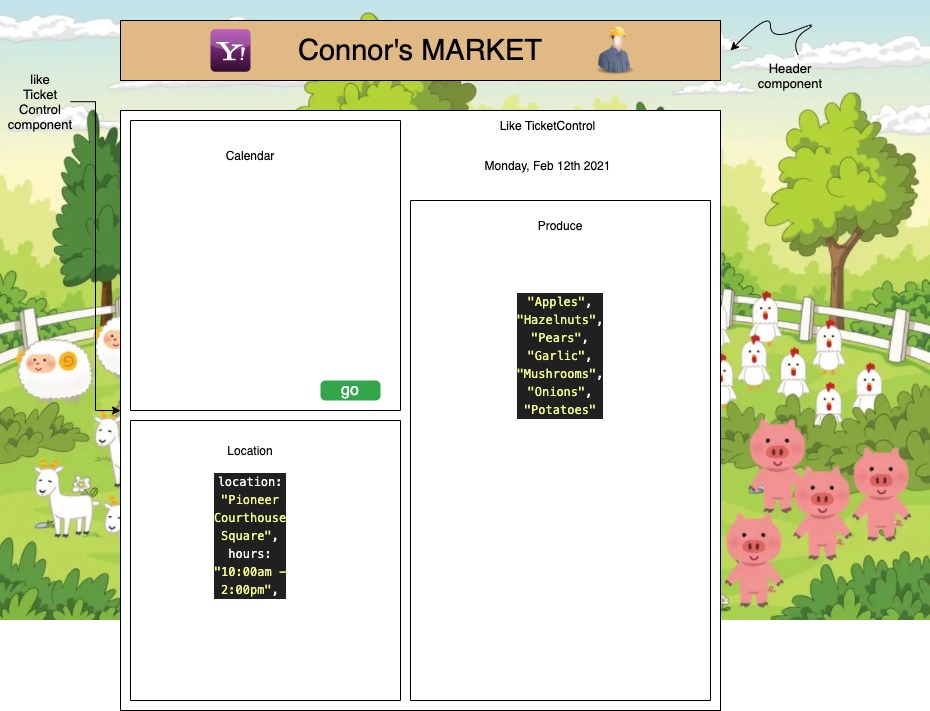 Y!
Connor's MARKET
Header
component
like
Ticket
Control
component
Like TicketControl
Monday, Feb 12th 2021
Calendar
go
Produce
"Apples",
"Hazelnuts",
"Pears",
"Garlic",
"Mushrooms",
"Onions",
"Potatoes"
Location
location:
"Pioneer
Courthouse
Square",
hours:
"10:00am –
2:00pm",